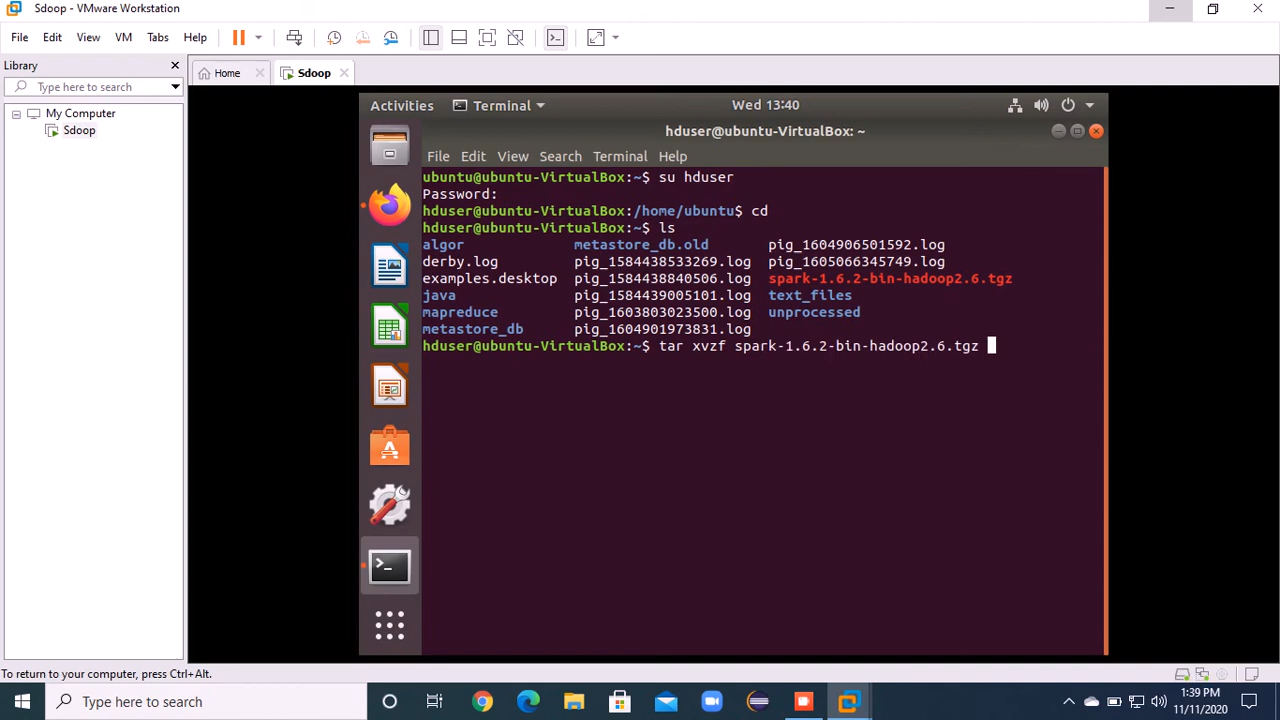 Sdoop - VMware Workstation
File Edit View VM Tabs Help
Library
Home
Sdoop
Type here to search
My Computer
Sdoop
Activities
Terminal
Wed 13:40
hduser@ubuntu-VirtualBox: ~
File Edit View Search Terminal Help
ubuntu@ubuntu-VirtualBox:~$ su hduser
Password:
hduser@ubuntu-VirtualBox:/home/ubuntu$ cd
hduser@ubuntu-VirtualBox:~$ ls
algor metastore_db.old pig_1604906501592.log
derby.log pig_1584438533269.log pig_1605066345749.log
examples.desktop pig_1584438840506.log spark-1.6.2-bin-hadoop2.6.tgz
java pig_1584439005101.log text_files
mapreduce pig_1603803023500.log unprocessed
metastore_db pig_1604901973831.log
hduser@ubuntu-VirtualBox:~$ tar xvzf spark-1.6.2-bin-hadoop2.6.tgz
To return to your computer, press Ctrl+Alt.
Type here to search
1:39 PM
11/11/2020